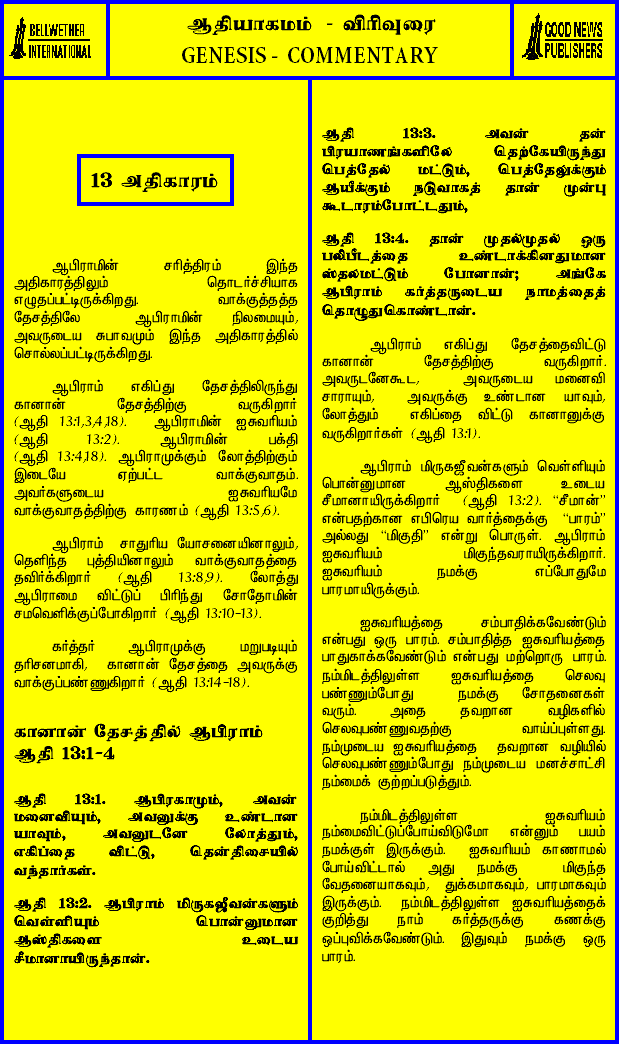 BELLWETHER
INTERNATIONAL
ஆதியாகமம் - விரிவுரை
GENESIS - COMMENTARY
GOOD NEWS
PUBLISHERS
13 அதிகாரம்
ஆபிராமின் சரித்திரம் இந்த
அதிகாரத்திலும் தொடர்ச்சியாக
எழுதப்பட்டிருக்கிறது. வாக்குத்தத்த
தேசத்திலே ஆபிராமின் நிலமையும்,
அவருடைய சுபாவமும் இந்த அதிகாரத்தில்
சொல்லப்பட்டிருக்கிறது.
ஆபிராம் எகிப்து தேசத்திலிருந்து
கானான் தேசத்திற்கு வருகிறார்
(ஆதி 13:1,3,4,18). ஆபிராமின் ஐசுவரியம்
(ஆதி 13:2). ஆபிராமின் பக்தி
(ஆதி 13:4,18). ஆபிராமுக்கும் லோத்திற்கும்
இடையே ஏற்பட்ட வாக்குவாதம்.
அவர்களுடைய ஐசுவரியமே
வாக்குவாதத்திற்கு காரணம் (ஆதி 13:5,6).
ஆபிராம் சாதுரிய யோசனையினாலும்,
தெளிந்த புத்தியினாலும் வாக்குவாதத்தை
தவிர்க்கிறார் (ஆதி 13:8,9). லோத்து
ஆபிராமை விட்டுப் பிரிந்து சோதோமின்
சமவெளிக்குப்போகிறார் (ஆதி 13:10-13).
கர்த்தர் ஆபிராமுக்கு மறுபடியும்
தரிசனமாகி, கானான் தேசத்தை அவருக்கு
வாக்குப்பண்ணுகிறார் (ஆதி 13:14-18).
கானான் தேசத்தில் ஆபிராம்
ஆதி 13:1-4
ஆதி 13:1. ஆபிரகாமும், அவன்
மனைவியும், அவனுக்கு உண்டான
யாவும், அவனுடனே லோத்தும்,
எகிப்தை விட்டு, தென்திசையில்
வந்தார்கள்.
ஆதி 13:2. ஆபிராம் மிருகஜீவன்களும்
வெள்ளியும் பொன்னுமான
ஆஸ்திகளை உடைய
சீமானாயிருந்தான்.
ஆதி 13:3. அவன் தன்
பிரயாணங்களிலே தெற்கேயிருந்து
பெத்தேல் மட்டும், பெத்தேலுக்கும்
ஆயீக்கும் நடுவாகத் தான் முன்பு
கூடாரம்போட்டதும்,
ஆதி 13:4. தான் முதல்முதல் ஒரு
பலிபீடத்தை உண்டாக்கினதுமான
ஸ்தலமட்டும் போனான்; அங்கே
ஆபிராம் கர்த்தருடைய நாமத்தைத்
தொழுதுகொண்டான்.
ஆபிராம் எகிப்து தேசத்தைவிட்டு
கானான் தேசத்திற்கு வருகிறார்.
அவருடனேகூட, அவருடைய மனைவி
சாராயும், அவருக்கு உண்டான யாவும்,
லோத்தும் எகிப்தை விட்டு கானானுக்கு
வருகிறார்கள் (ஆதி 13:1).
ஆபிராம் மிருகஜீவன்களும் வெள்ளியும்
பொன்னுமான ஆஸ்திகளை உடைய
சீமானாயிருக்கிறார் (ஆதி 13:2). “சீமான்”
என்பதற்கான எபிரெய வார்த்தைக்கு “பாரம்”
அல்லது “மிகுதி” என்று பொருள். ஆபிராம்
ஐசுவரியம் மிகுந்தவராயிருக்கிறார்.
ஐசுவரியம் நமக்கு எப்போதுமே
பாரமாயிருக்கும்.
ஐசுவரியத்தை சம்பாதிக்கவேண்டும்
என்பது ஒரு பாரம். சம்பாதித்த ஐசுவரியத்தை
பாதுகாக்கவேண்டும் என்பது மற்றொரு பாரம்.
நம்மிடத்திலுள்ள ஐசுவரியத்தை செலவு
பண்ணும்போது நமக்கு சோதனைகள்
வரும். அதை தவறான வழிகளில்
செலவுபண்ணுவதற்கு வாய்ப்புள்ளது.
நம்முடைய ஐசுவரியத்தை தவறான வழியில்
செலவுபண்ணும்போது நம்முடைய மனச்சாட்சி
நம்மைக் குற்றப்படுத்தும்.
நம்மிடத்திலுள்ள ஐசுவரியம்
நம்மைவிட்டுப்போய்விடுமோ என்னும் பயம்
நமக்குள் இருக்கும். ஐசுவரியம் காணாமல்
போய்விட்டால் அது நமக்கு மிகுந்த
வேதனையாகவும், துக்கமாகவும், பாரமாகவும்
இருக்கும். நம்மிடத்திலுள்ள ஐசுவரியத்தைக்
குறித்து நாம் கர்த்தருக்கு கணக்கு
ஒப்புவிக்கவேண்டும். இதுவும் நமக்கு ஒரு
பாரம்.